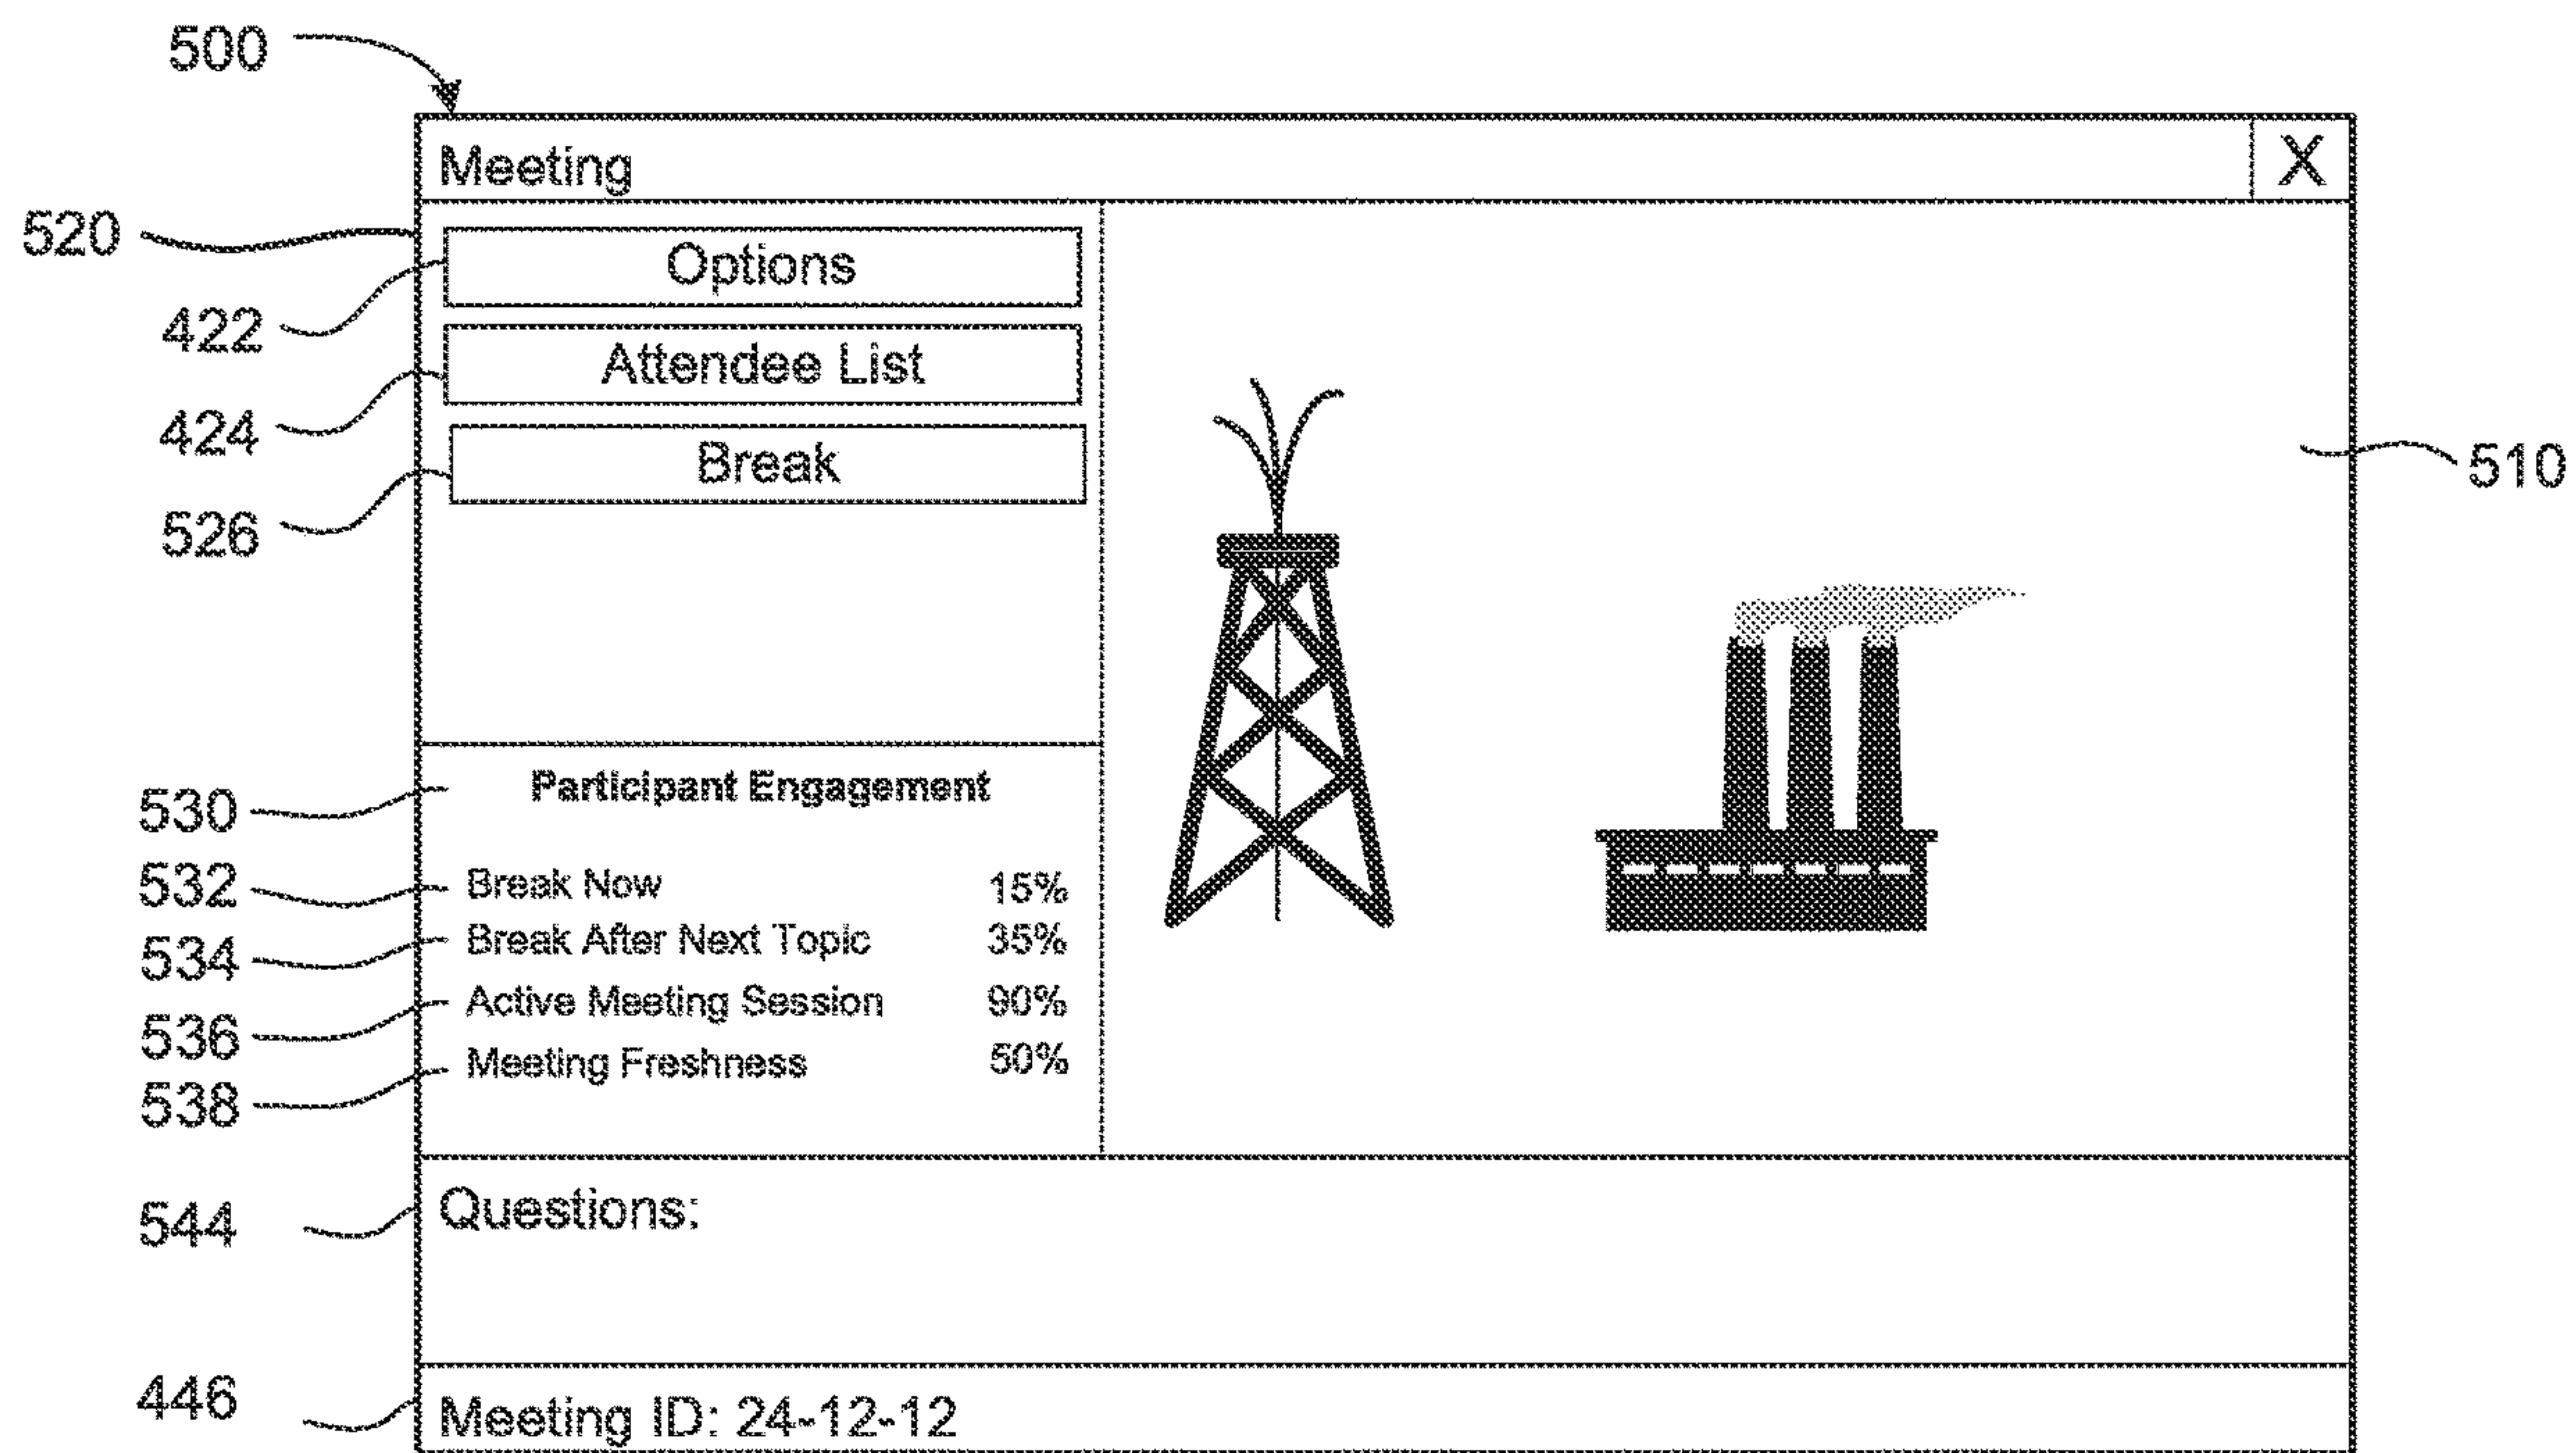 500
Meeting X
520
Options
422
Attendee List
424
Break
510
526
Participant Engagement
530
532 Break Now 15%
534 Break After Next Topic 35%
536 Active Meeting Session 90%
538 Meeting Freshness 50%
544 Questions:
446 Meeting ID: 24-12-12